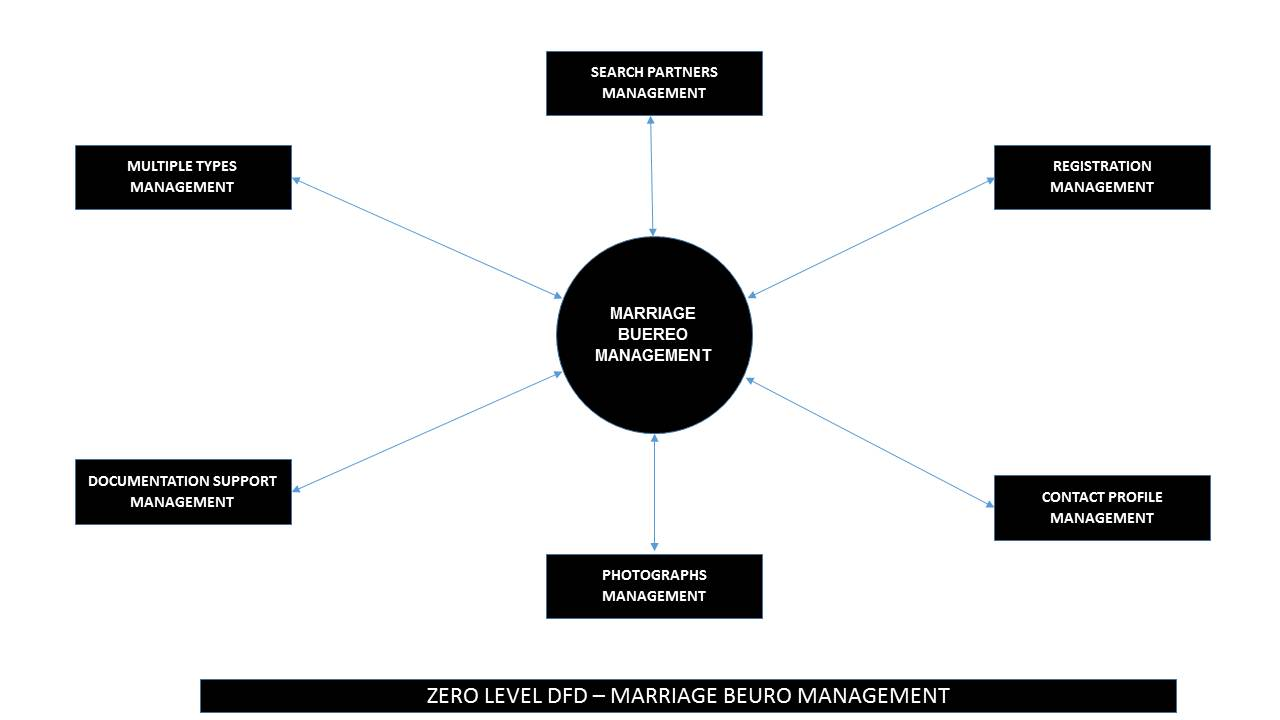 SEARCH PARTNERS
MANAGEMENT
MULTIPLE TYPES
MANAGEMENT
REGISTRATION
MANAGEMENT
MARRIAGE
BUEREO
MANAGEMENT
DOCUMENTATION SUPPORT
MANAGEMENT
CONTACT PROFILE
MANAGEMENT
PHOTOGRAPHS
MANAGEMENT
ZERO LEVEL DFD – MARRIAGE BEURO MANAGEMENT